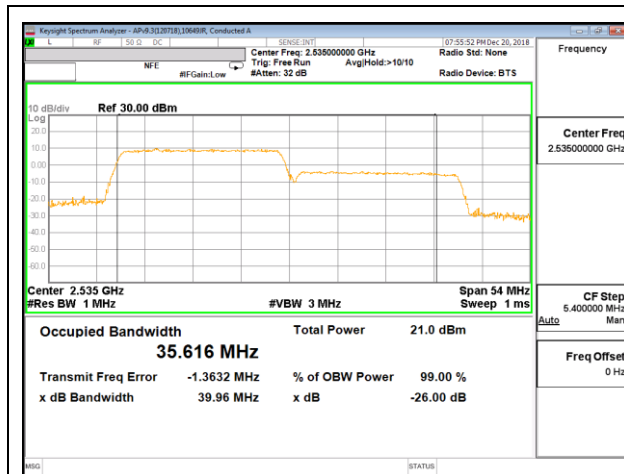 Keysight Spectrum Analyzer - APv9.3(120718),10649/JR, Conducted A
L RF 50 Ω DC SENSE:INT 07:55:52 PM Dec 20, 2018
Center Freq: 2.535000000 GHz Radio Std: None
Trig: Free Run Avg|Hold:>10/10
NFE
#IFGain:Low #Atten: 32 dB Radio Device: BTS
10 dB/div Ref 30.00 dBm
Log
20.0
10.0
0.00
-10.0
-20.0
-30.0
-40.0
-50.0
-60.0
Center 2.535 GHz Span 54 MHz
#Res BW 1 MHz #VBW 3 MHz Sweep 1 ms
Occupied Bandwidth Total Power 21.0 dBm
35.616 MHz
Transmit Freq Error -1.3632 MHz % of OBW Power 99.00 %
x dB Bandwidth 39.96 MHz x dB -26.00 dB
MSG STATUS
Frequency
Center Freq
2.535000000 GHz
CF Step
5.400000 MHz
Auto Man
Freq Offset
0 Hz